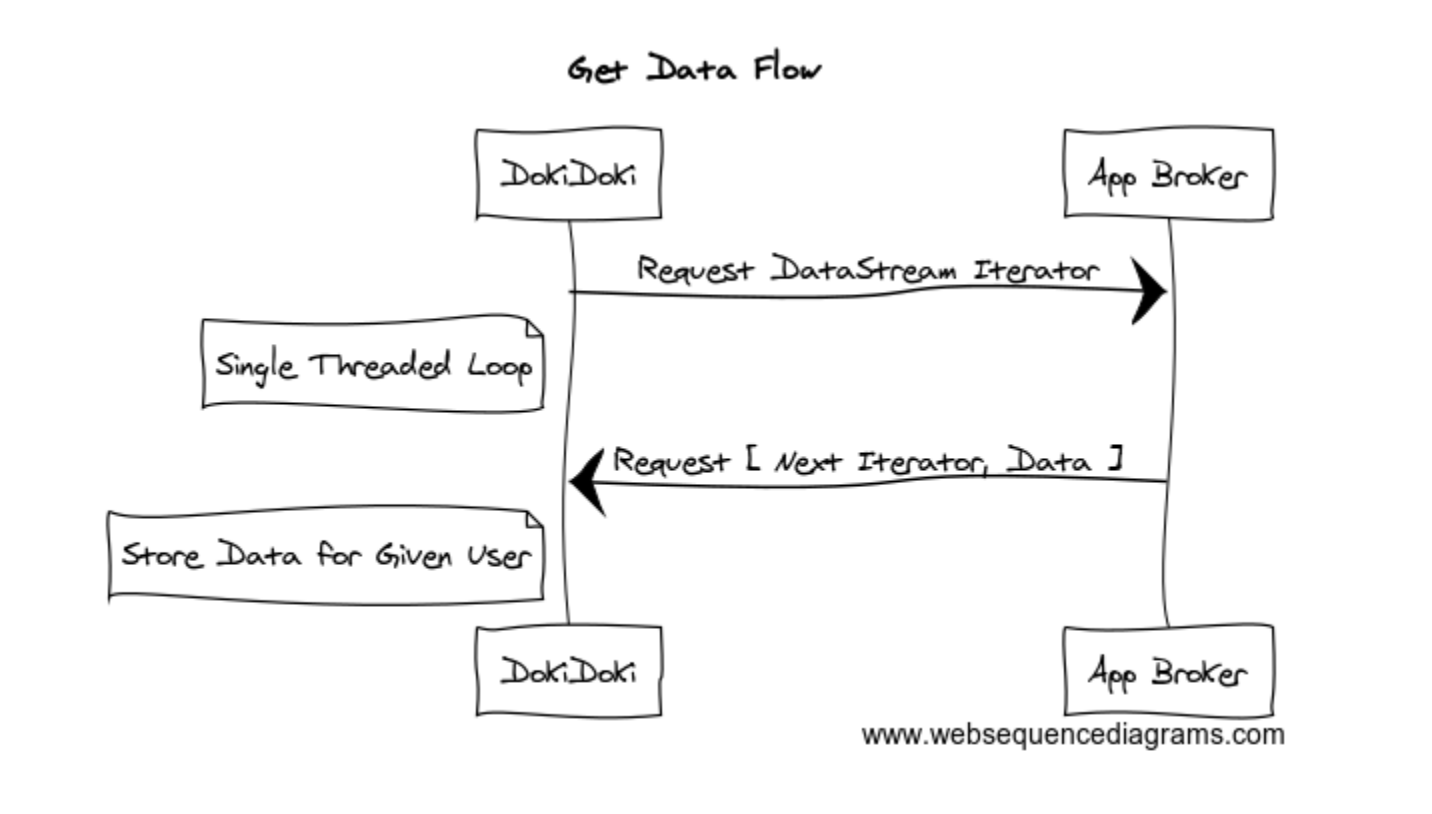 Get Data Flow
DokiDoki
App Broker
Request DataStream Iterator
Single Threaded Loop
Request [ Next Iterator, Data ]
Store Data for Given User
DokiDoki
App Broker
www.websequencediagrams.com